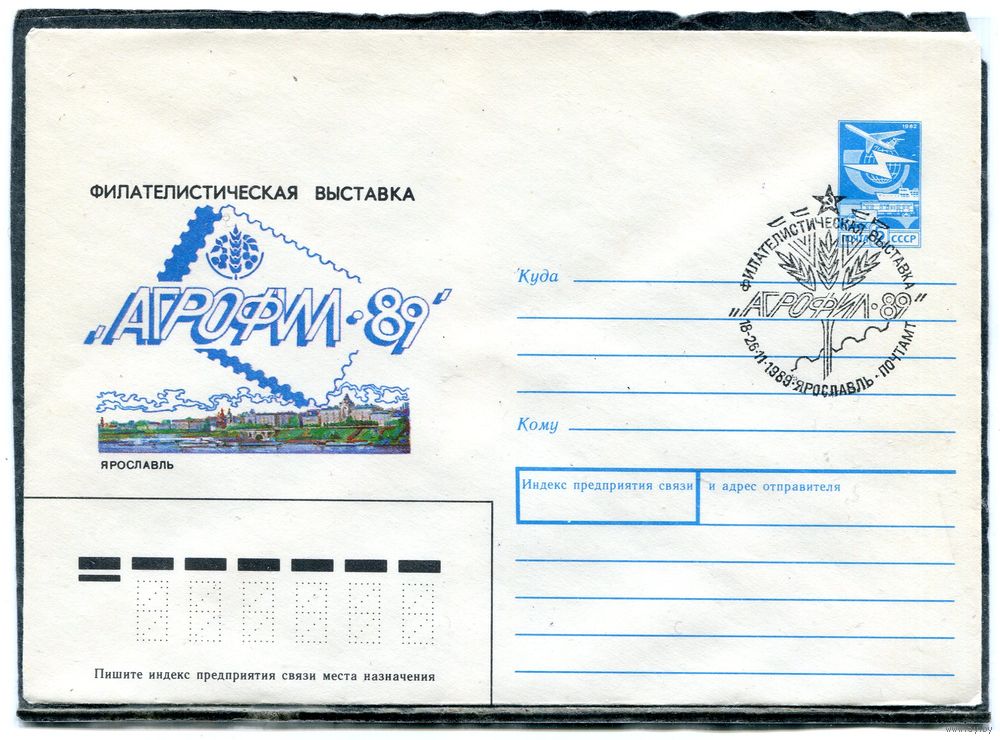 ФИЛАТЕЛИСТИЧЕСКАЯ ВЫСТАВКА
„АГРОФИЛ·89"
ЯРОСЛАВЛЬ
1982
ПОЧТА СССР
ФИЛАТЕЛИСТИЧЕСКАЯ ВЫСТАВКА
„АГРОФИЛ·89"
18-26·11·1989·ЯРОСЛАВЛЬ·ПОЧТАМТ
Куда
Кому
Индекс предприятия связи и адрес отправителя
Пишите индекс предприятия связи места назначения